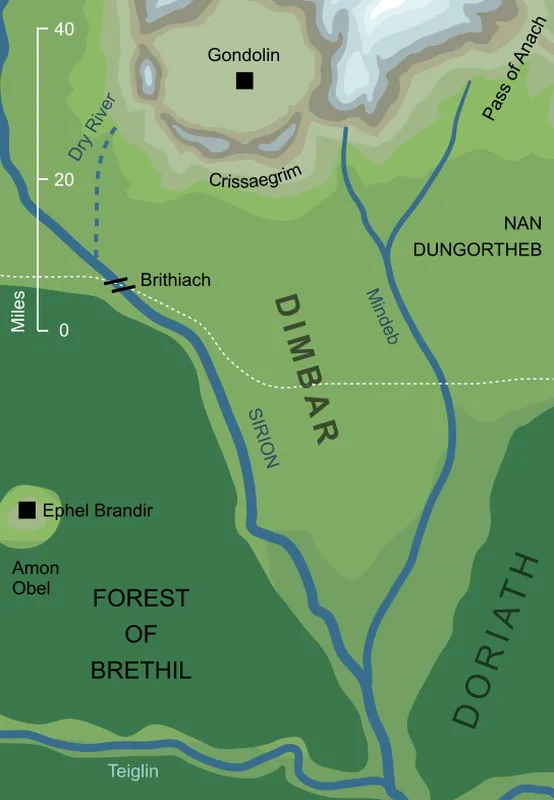 40
Gondolin
Pass of Anach
Dry River
20
Crissaegrim
NAN
DUNGORTHEB
Brithiach
Miles
0
Mindeb
DIMBAR
SIRION
Ephel Brandir
Amon
Obel
FOREST
OF
BRETHIL
DORIATH
Teiglin